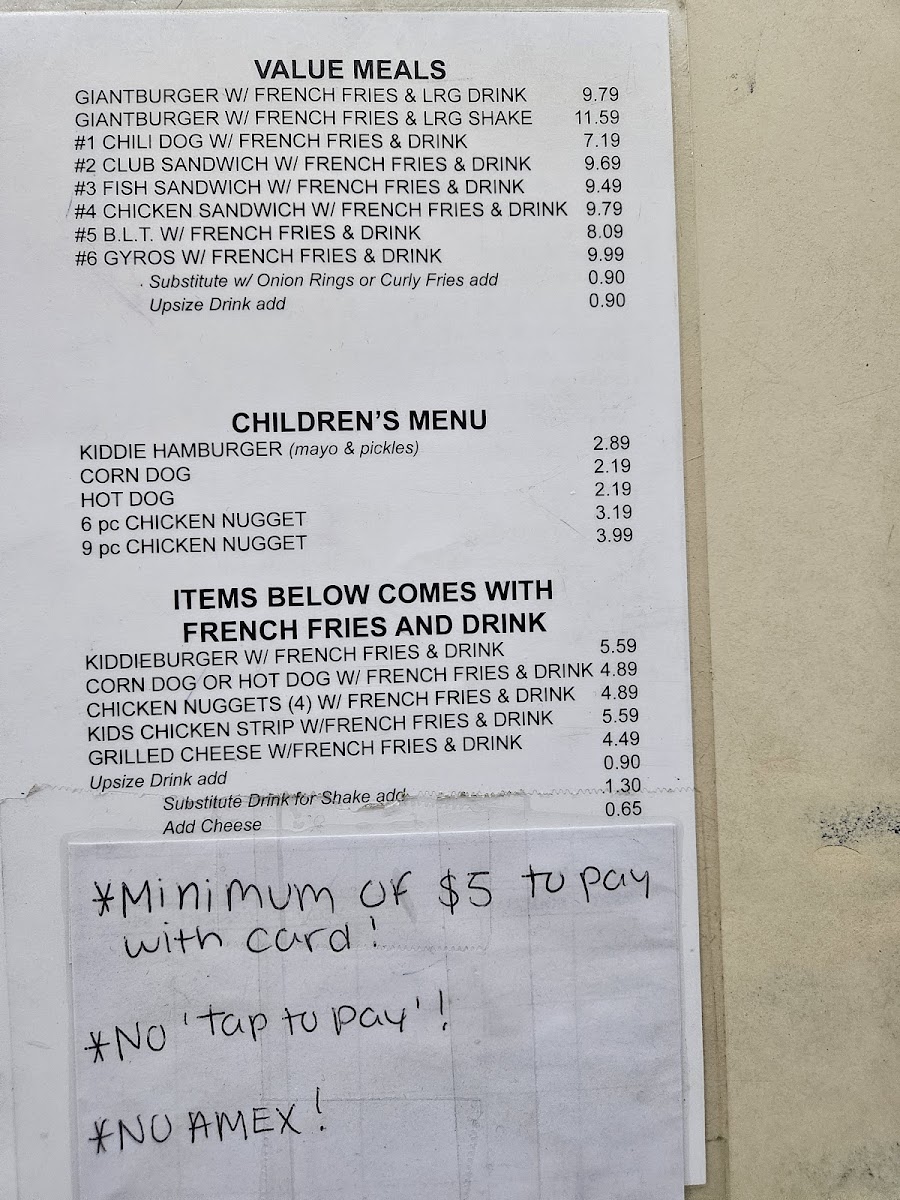 VALUE MEALS
GIANTBURGER W/ FRENCH FRIES & LRG DRINK 9.79
GIANTBURGER W/ FRENCH FRIES & LRG SHAKE 11.59
#1 CHILI DOG W/ FRENCH FRIES & DRINK 7.19
#2 CLUB SANDWICH W/ FRENCH FRIES & DRINK 9.69
#3 FISH SANDWICH W/ FRENCH FRIES & DRINK 9.49
#4 CHICKEN SANDWICH W/ FRENCH FRIES & DRINK 9.79
#5 B.L.T. W/ FRENCH FRIES & DRINK 8.09
#6 GYROS W/ FRENCH FRIES & DRINK 9.99
Substitute w/ Onion Rings or Curly Fries add 0.90
Upsize Drink add 0.90
CHILDREN'S MENU
KIDDIE HAMBURGER (mayo & pickles) 2.89
CORN DOG 2.19
HOT DOG 2.19
6 pc CHICKEN NUGGET 3.19
9 pc CHICKEN NUGGET 3.99
ITEMS BELOW COMES WITH
FRENCH FRIES AND DRINK
KIDDIEBURGER W/ FRENCH FRIES & DRINK 5.59
CORN DOG OR HOT DOG W/ FRENCH FRIES & DRINK 4.89
CHICKEN NUGGETS (4) W/ FRENCH FRIES & DRINK 4.89
KIDS CHICKEN STRIP W/FRENCH FRIES & DRINK 5.59
GRILLED CHEESE W/FRENCH FRIES & DRINK 4.49
Upsize Drink add 0.90
Substitute Drink for Shake add 1.30
Add Cheese 0.65
*Minimum of $5 to pay
with card!
*No 'tap to pay'!
*NO AMEX!